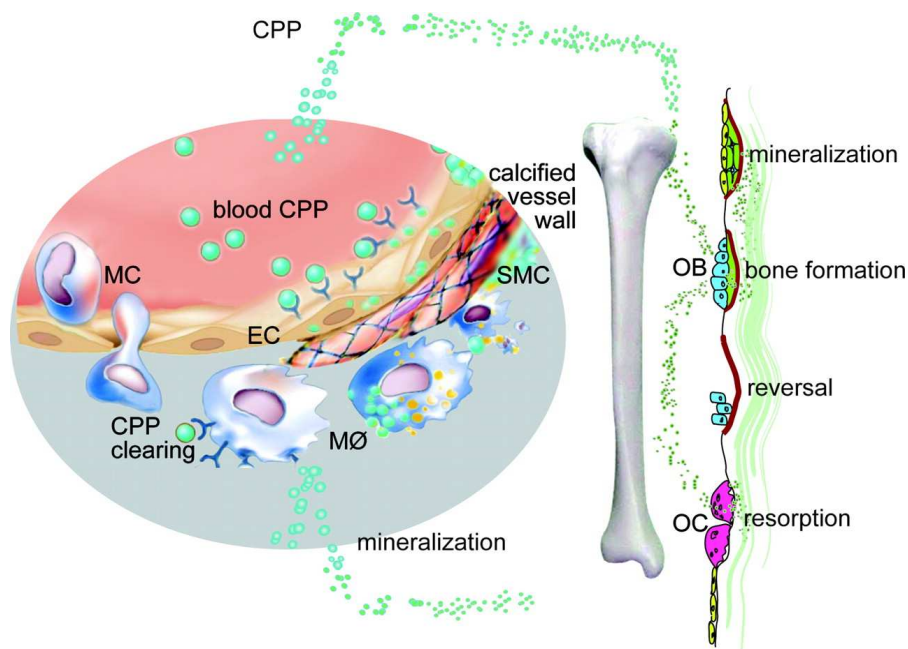 CPP
mineralization
calcified
vessel
wall
blood CPP
MC
SMC
OB
bone formation
EC
reversal
CPP
clearing
MØ
OC
resorption
mineralization